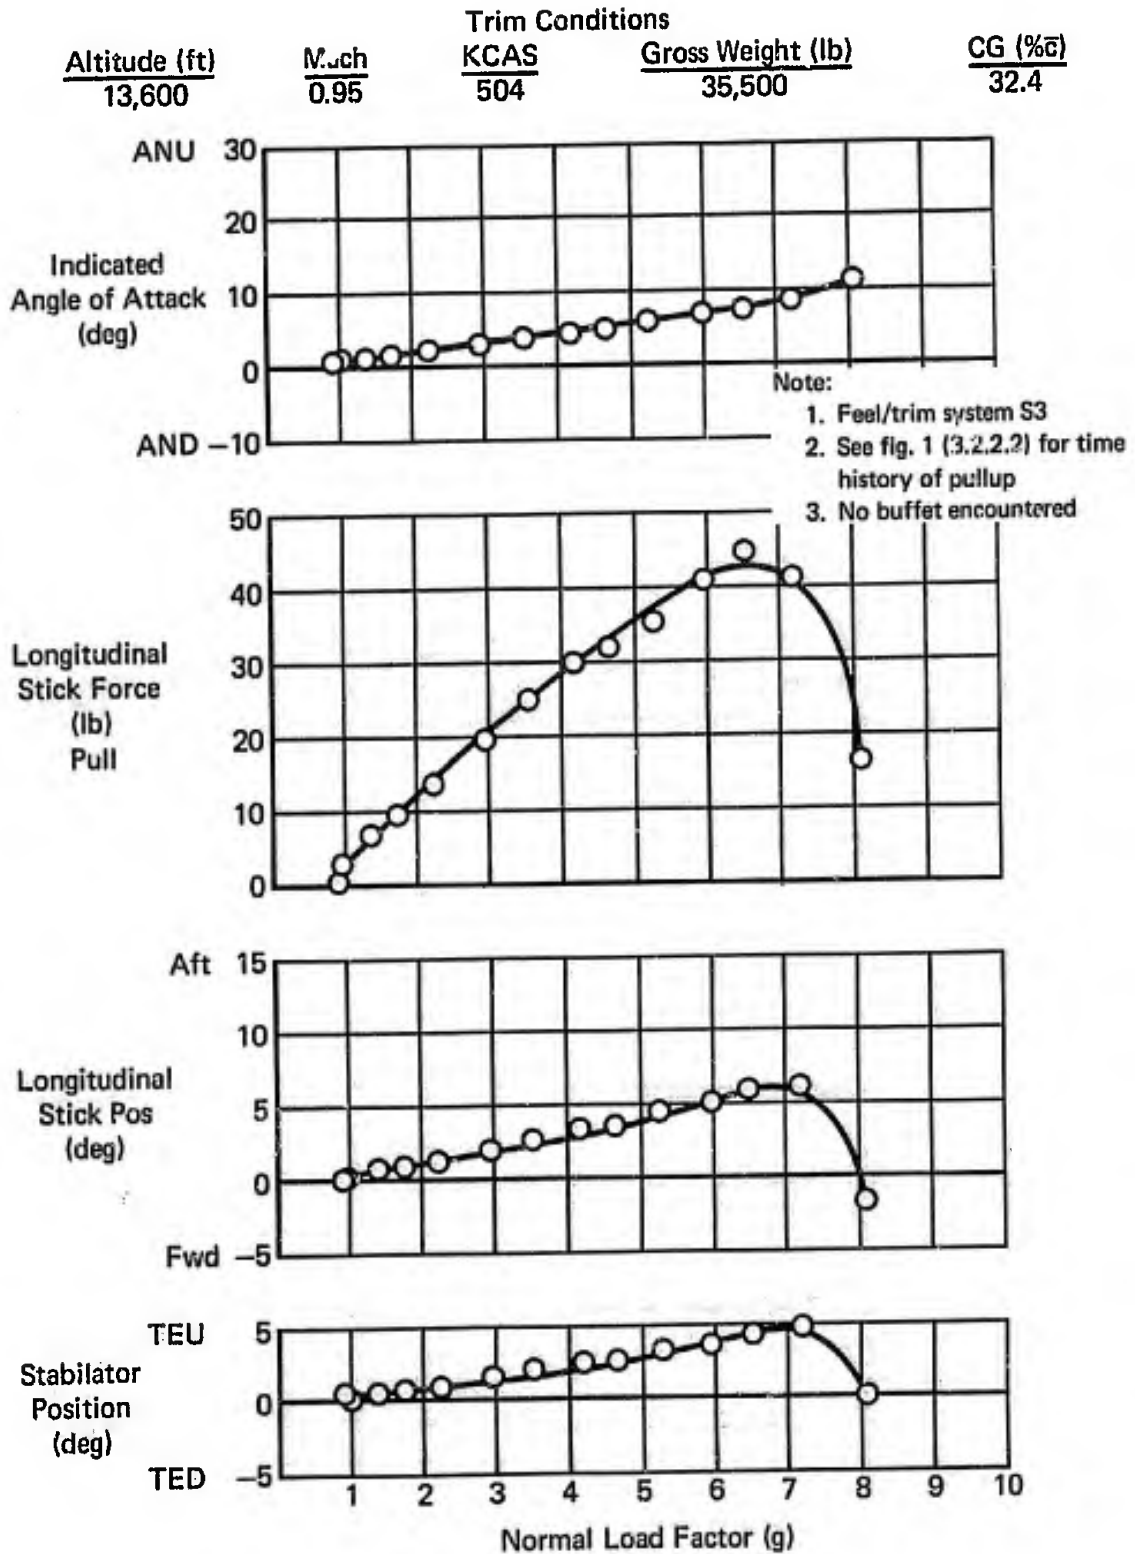 Trim Conditions
Altitude (ft) Mach KCAS Gross Weight (lb) CG (%c̅)
13,600 0.95 504 35,500 32.4
ANU 30
20
Indicated
Angle of Attack 10
(deg)
0
AND −10
Note:
1. Feel/trim system S3
2. See fig. 1 (3.2.2.2) for time
history of pullup
3. No buffet encountered
50
40
Longitudinal 30
Stick Force
(lb) 20
Pull
10
0
Aft 15
10
Longitudinal
Stick Pos 5
(deg)
0
Fwd −5
TEU 5
Stabilator
Position 0
(deg)
TED −5
1 2 3 4 5 6 7 8 9 10
Normal Load Factor (g)